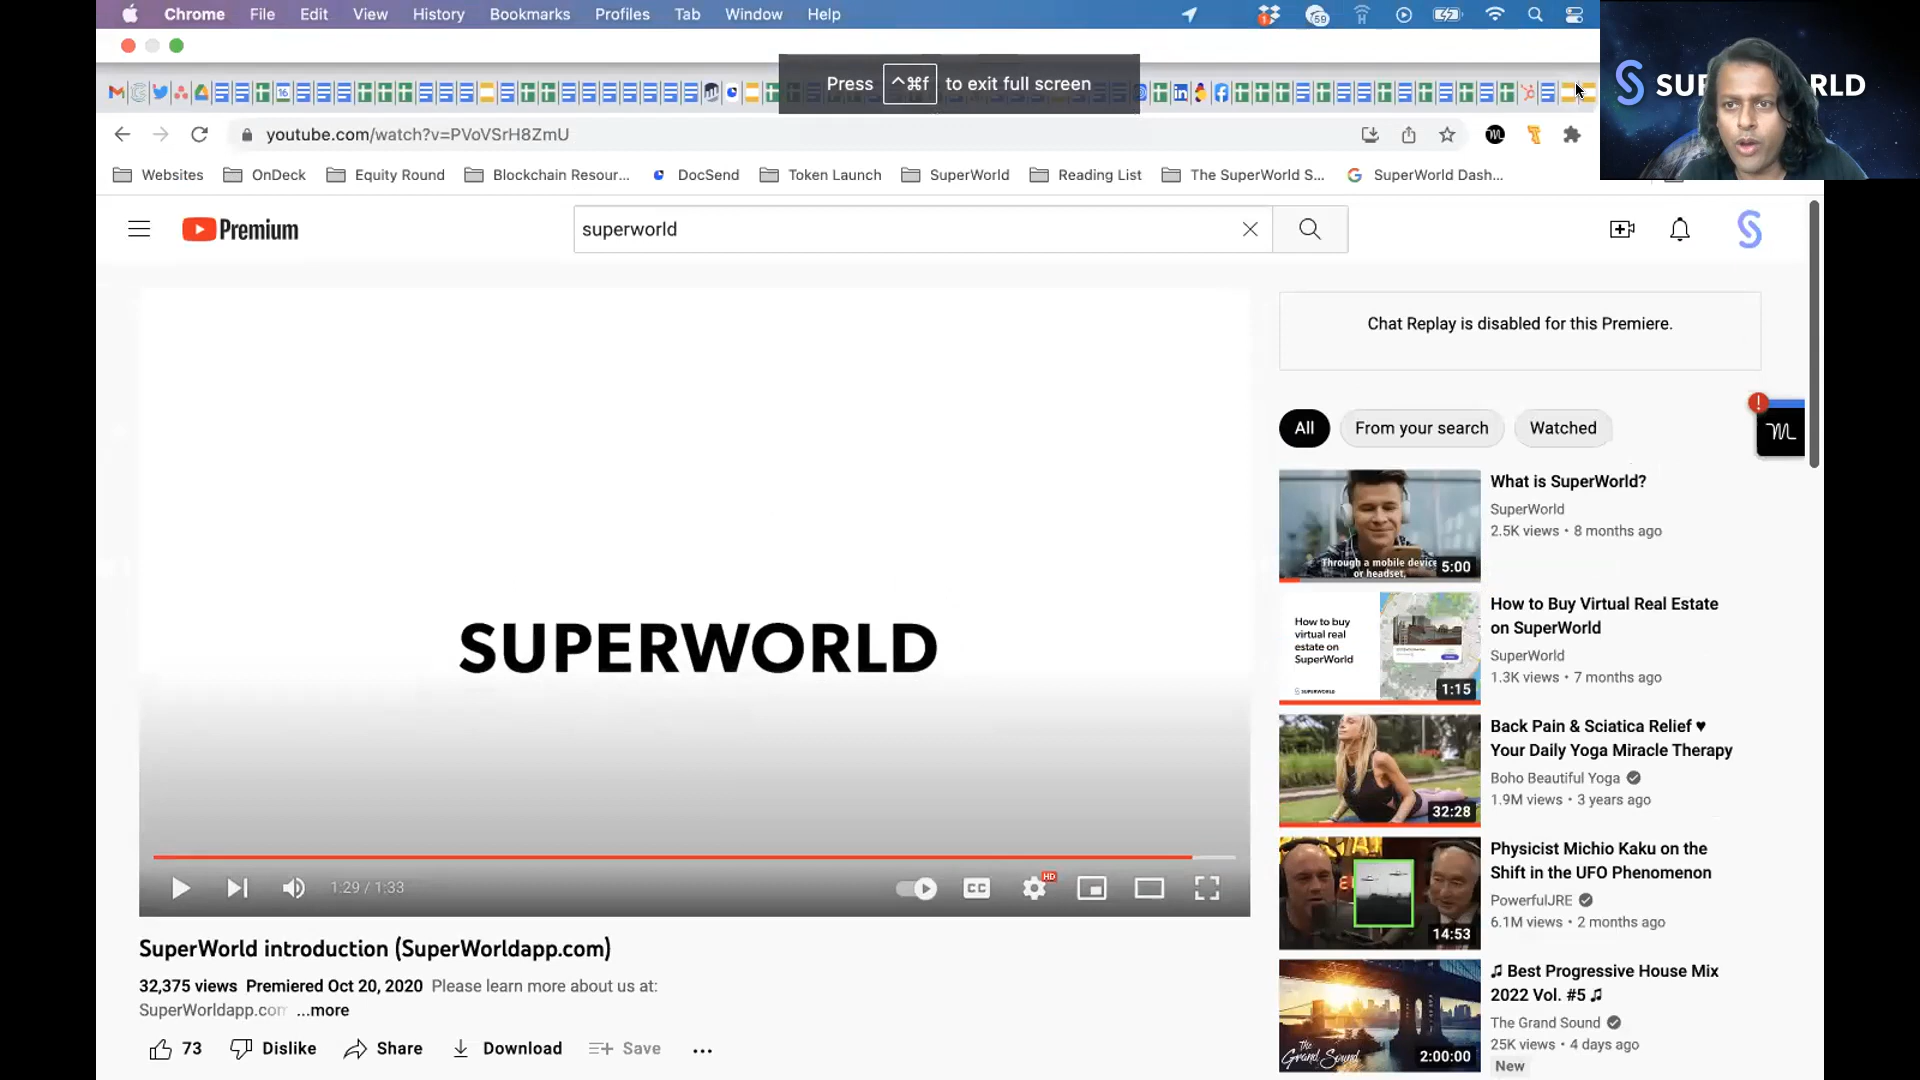 Chrome File Edit View History Bookmarks Profiles Tab Window Help
59
Press ^⌘f to exit full screen
16
SUPERWORLD
youtube.com/watch?v=PVoVSrH8ZmU
Websites OnDeck Equity Round Blockchain Resour... DocSend Token Launch SuperWorld Reading List The SuperWorld S... SuperWorld Dash...
Premium
superworld
Chat Replay is disabled for this Premiere.
All From your search Watched
SUPERWORLD
1:29 / 1:33
CC
HD
SuperWorld introduction (SuperWorldapp.com)
32,375 views Premiered Oct 20, 2020 Please learn more about us at:
SuperWorldapp.com ...more
73 Dislike Share Download Save ...
Through a mobile device
or headset,
5:00
What is SuperWorld?
SuperWorld
2.5K views • 8 months ago
How to buy
virtual real
estate on
SuperWorld
SUPERWORLD
1:15
How to Buy Virtual Real Estate
on SuperWorld
SuperWorld
1.3K views • 7 months ago
32:28
Back Pain & Sciatica Relief ♥
Your Daily Yoga Miracle Therapy
Boho Beautiful Yoga
1.9M views • 3 years ago
14:53
Physicist Michio Kaku on the
Shift in the UFO Phenomenon
PowerfulJRE
6.1M views • 2 months ago
The Grand Sound
2:00:00
♫ Best Progressive House Mix
2022 Vol. #5 ♫
The Grand Sound
25K views • 4 days ago
New